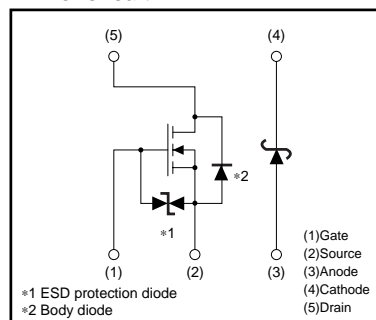 (5) (4)
∗2
∗1
(1) (2) (3)
(1)Gate
(2)Source
(3)Anode
(4)Cathode
(5)Drain
∗1 ESD protection diode
∗2 Body diode